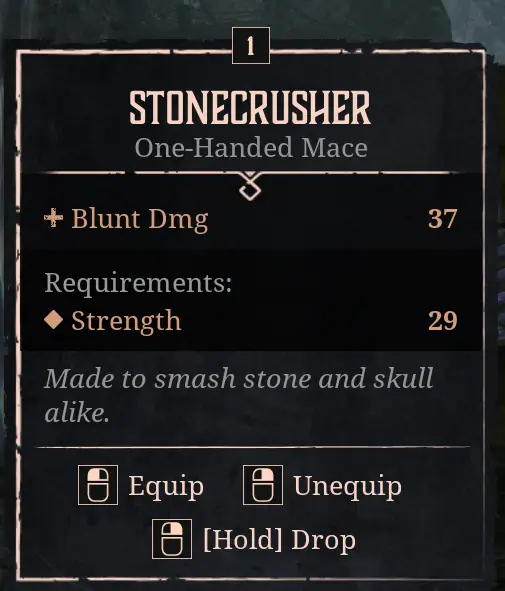 1
STONECRUSHER
One-Handed Mace
Blunt Dmg 37
Requirements:
Strength 29
Made to smash stone and skull
alike.
Equip Unequip
[Hold] Drop